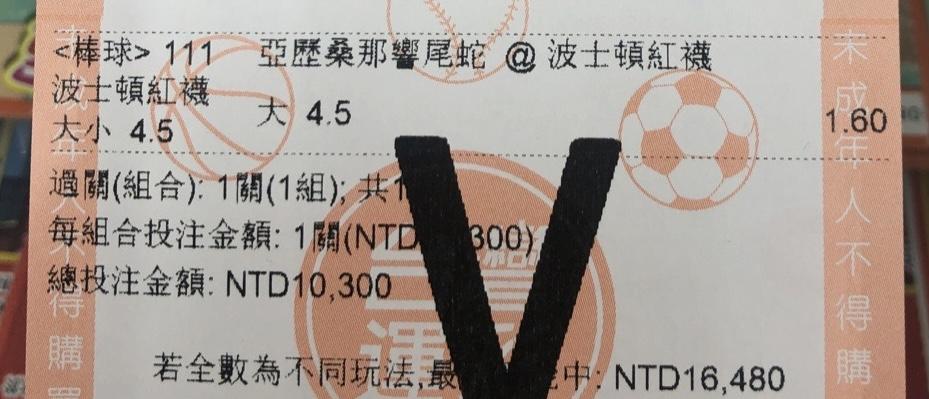 <棒球> 111 亞歷桑那響尾蛇 @ 波士頓紅襪
波士頓紅襪
大小 4.5
大 4.5
1.60
過關(組合): 1關(1組); 共1
每組合投注金額: 1關(NTD 300)
總投注金額: NTD10,300
若全數為不同玩法,最 中: NTD16,480
未成年人不得購
未成年人不得購
運